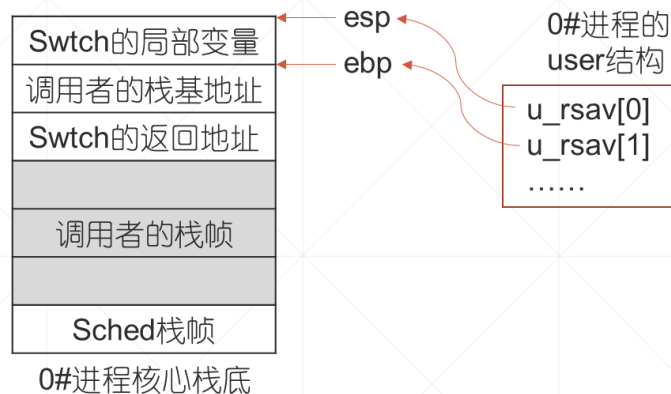 Swtch的局部变量
调用者的栈基地址
Swtch的返回地址
调用者的栈帧
Sched栈帧
0#进程核心栈底
esp
ebp
0#进程的
user结构
u_rsav[0]
u_rsav[1]
……